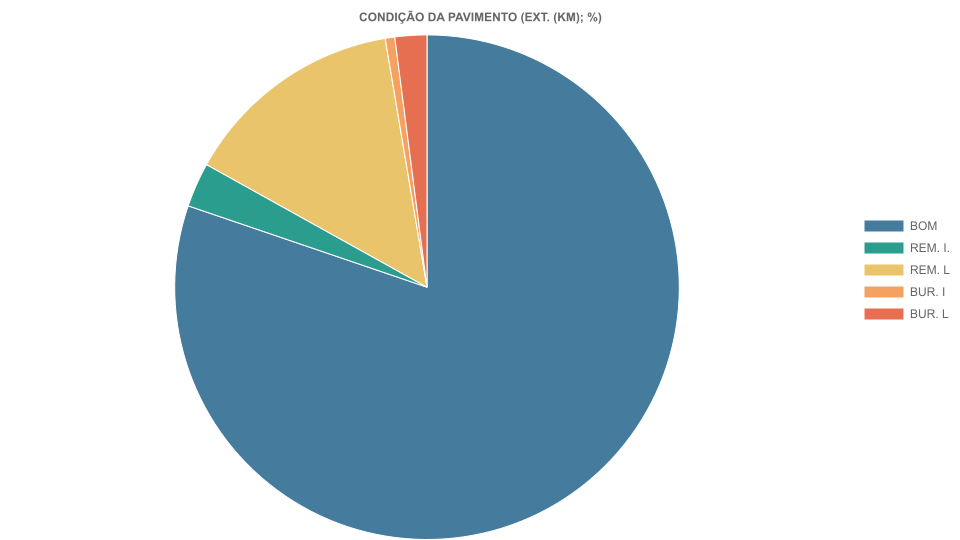 CONDIÇÃO DA PAVIMENTO (EXT. (KM); %)
BOM
REM. I.
REM. L
BUR. I
BUR. L